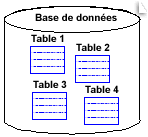 Base de données
Table 1
Table 2
Table 3
Table 4